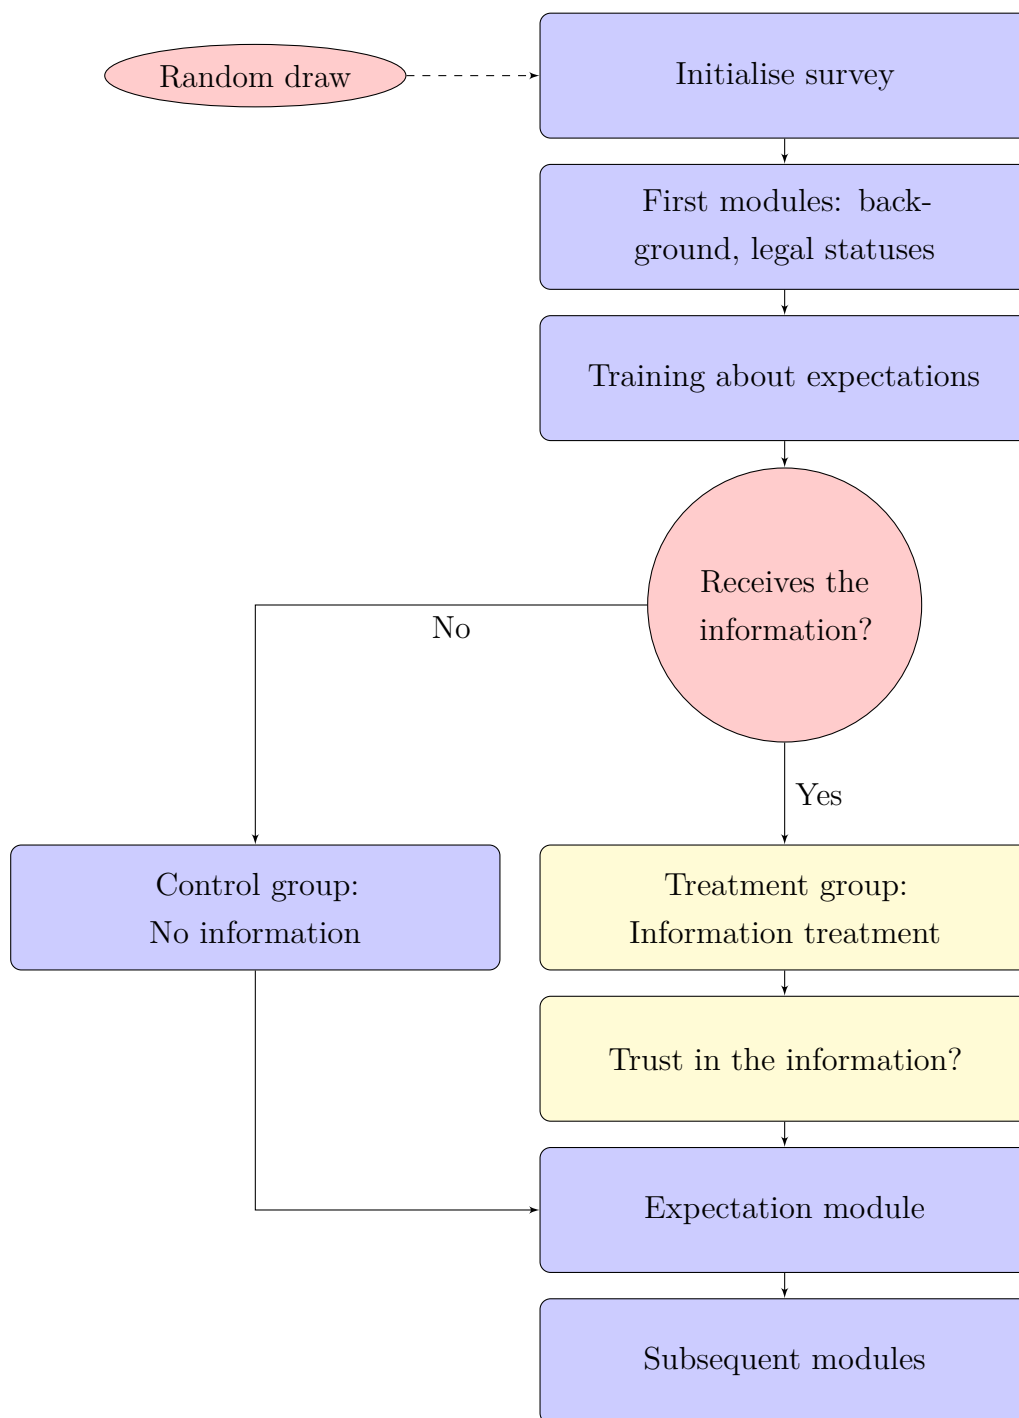 Random draw
Initialise survey
First modules: back-
ground, legal statuses
Training about expectations
Receives the
information?
No
Yes
Control group:
No information
Treatment group:
Information treatment
Trust in the information?
Expectation module
Subsequent modules